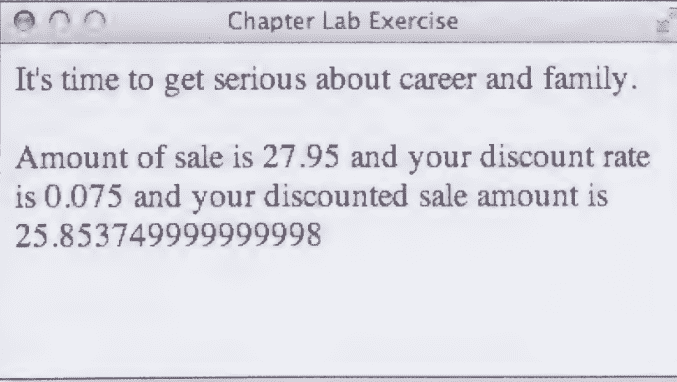 Chapter Lab Exercise
It's time to get serious about career and family.
Amount of sale is 27.95 and your discount rate
is 0.075 and your discounted sale amount is
25.853749999999998